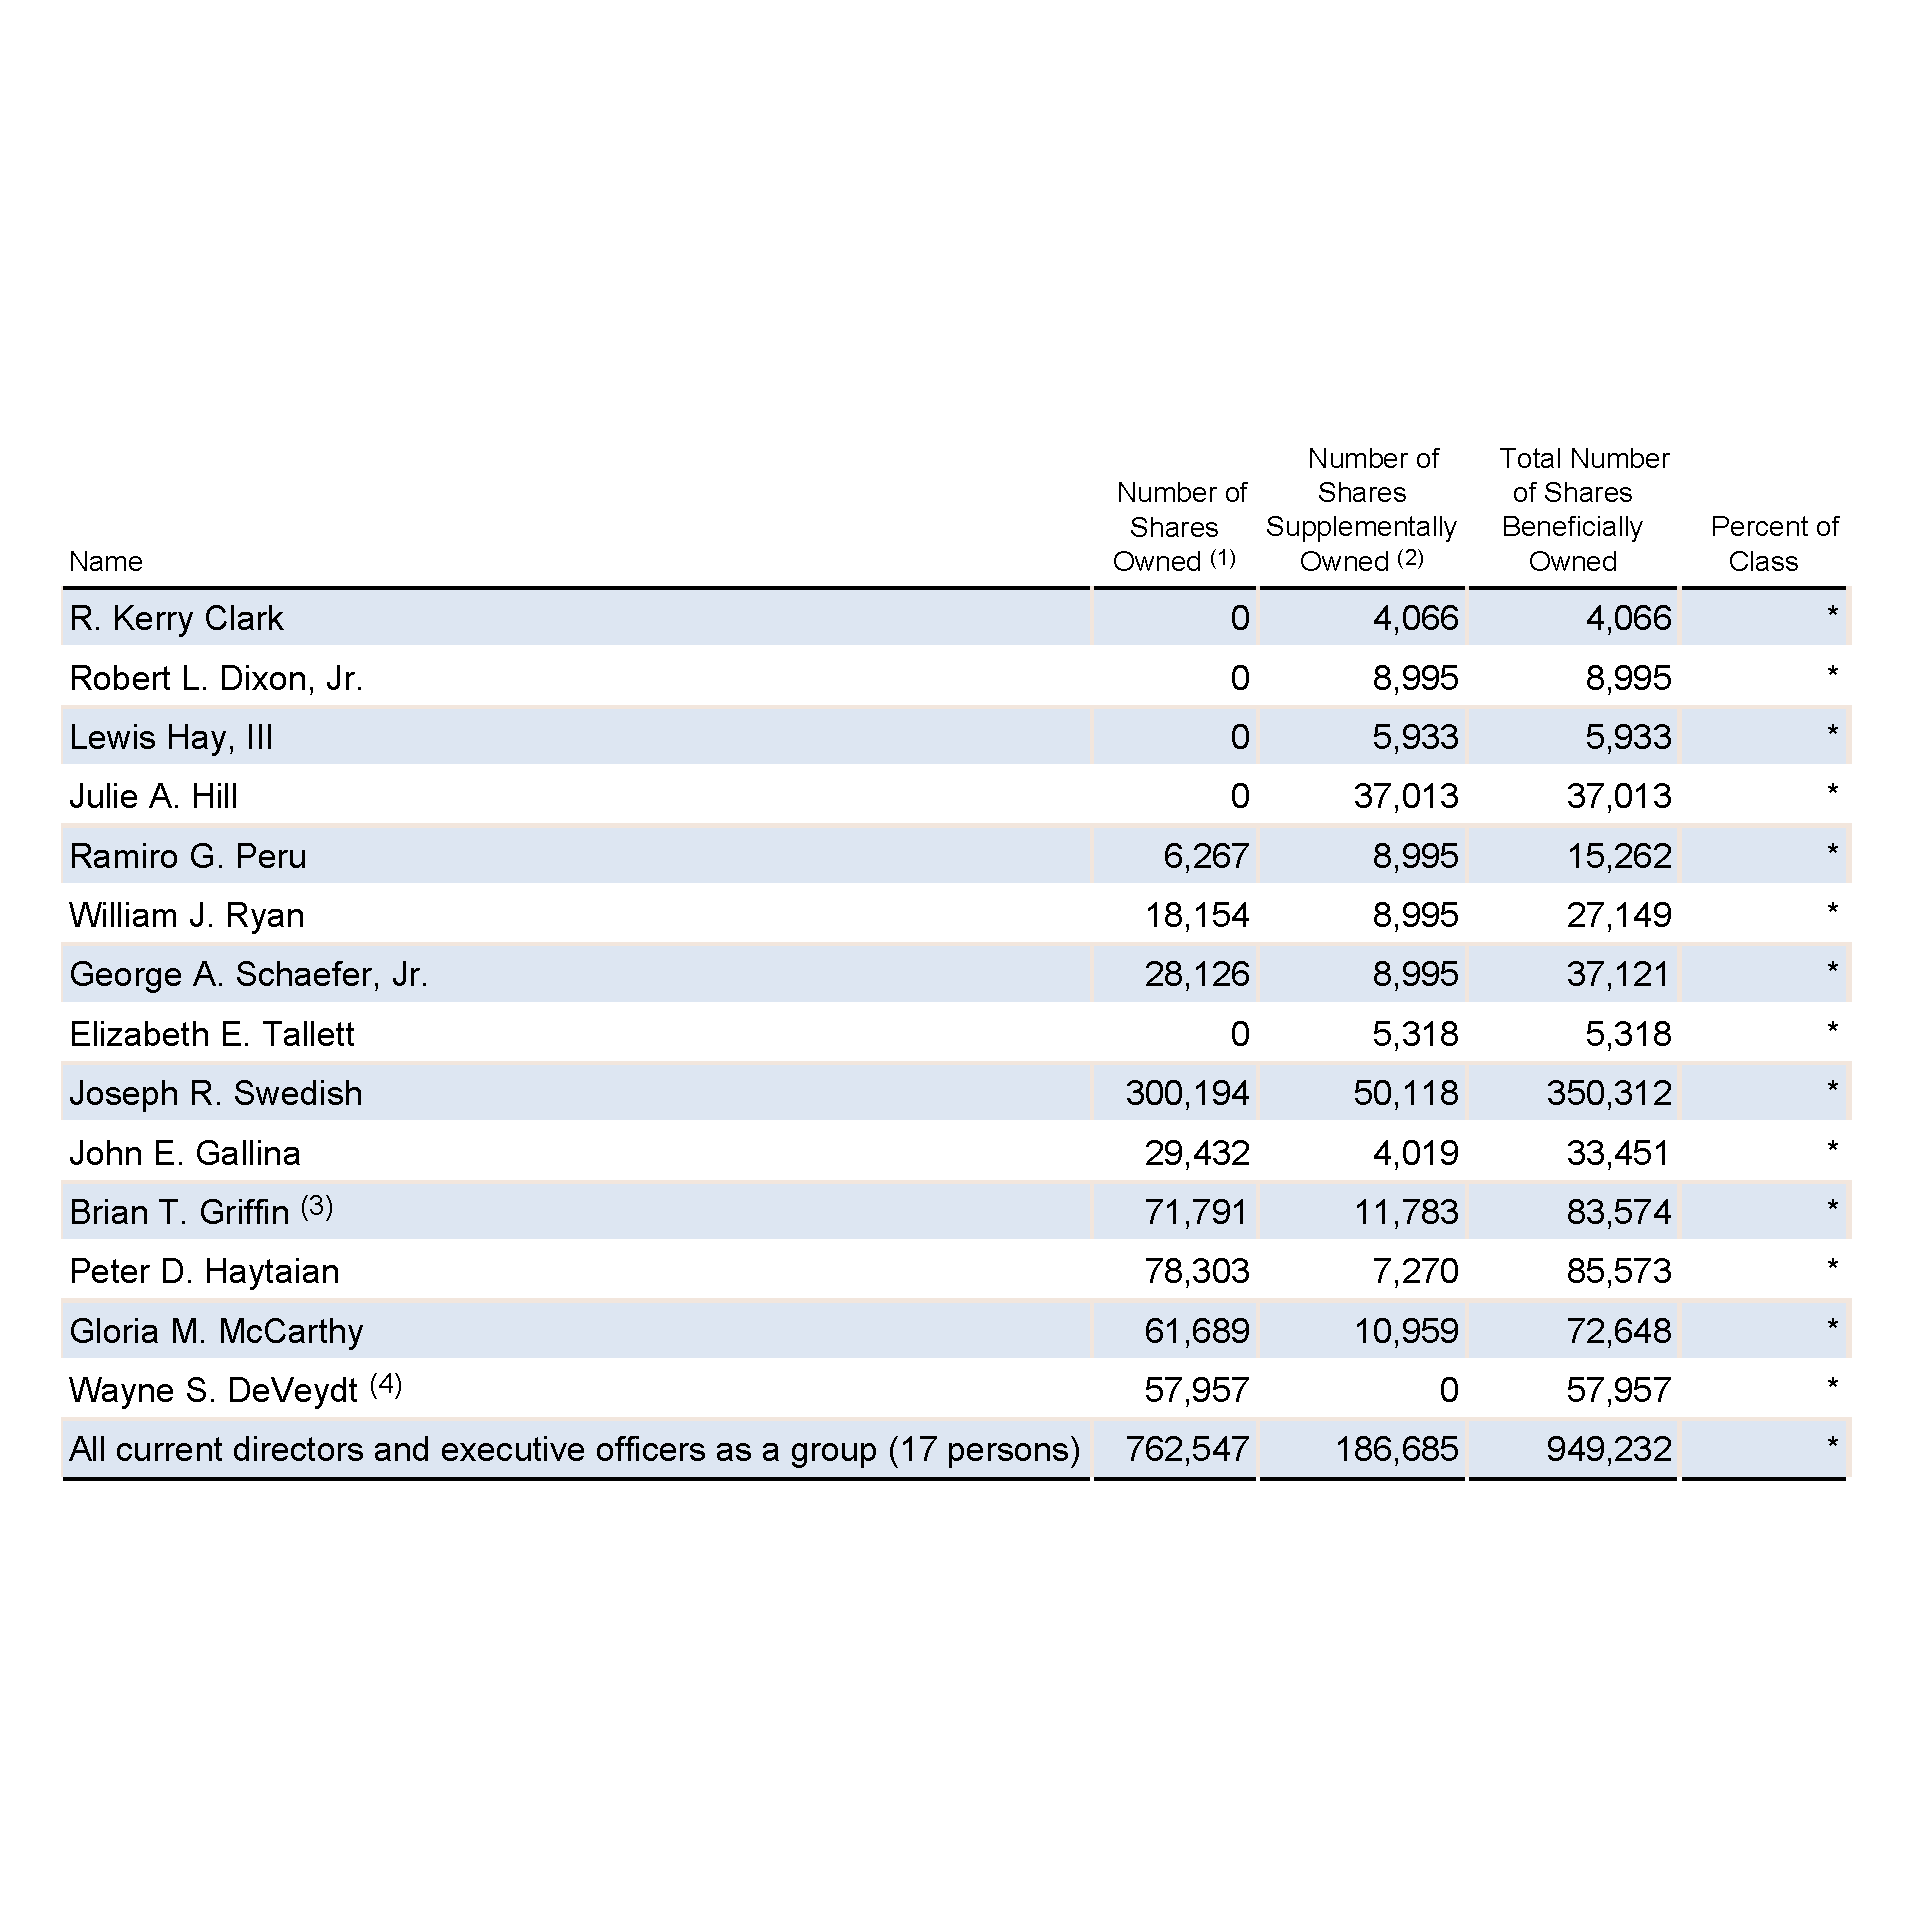 Name Number of Shares Owned (1) Number of Shares Supplementally Owned (2) Total Number of Shares Beneficially Owned Percent of Class
R. Kerry Clark 0 4,066 4,066 *
Robert L. Dixon, Jr. 0 8,995 8,995 *
Lewis Hay, III 0 5,933 5,933 *
Julie A. Hill 0 37,013 37,013 *
Ramiro G. Peru 6,267 8,995 15,262 *
William J. Ryan 18,154 8,995 27,149 *
George A. Schaefer, Jr. 28,126 8,995 37,121 *
Elizabeth E. Tallett 0 5,318 5,318 *
Joseph R. Swedish 300,194 50,118 350,312 *
John E. Gallina 29,432 4,019 33,451 *
Brian T. Griffin (3) 71,791 11,783 83,574 *
Peter D. Haytaian 78,303 7,270 85,573 *
Gloria M. McCarthy 61,689 10,959 72,648 *
Wayne S. DeVeydt (4) 57,957 0 57,957 *
All current directors and executive officers as a group (17 persons) 762,547 186,685 949,232 *